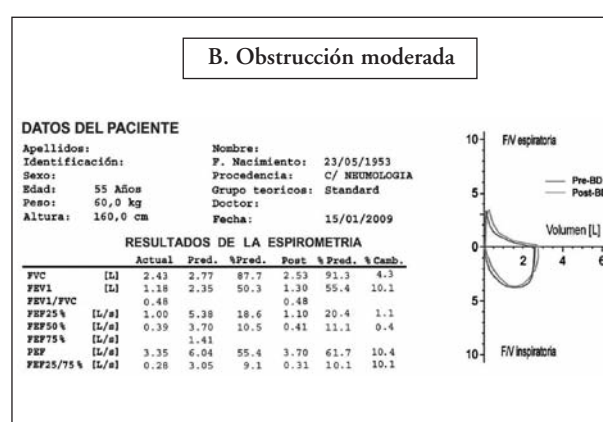 B. Obstrucción moderada
DATOS DEL PACIENTE
Apellidos: Nombre:
Identificación: F. Nacimiento: 23/05/1953
Sexo: Procedencia: C/ NEUMOLOGIA
Edad: 55 Años Grupo teoricos: Standard
Peso: 60,0 kg Doctor:
Altura: 160,0 cm Fecha: 15/01/2009
RESULTADOS DE LA ESPIROMETRIA
Actual Pred. %Pred. Post %Pred. %Camb.
FVC [L] 2.43 2.77 87.7 2.53 91.3 4.3
FEV1 [L] 1.18 2.35 50.3 1.30 55.4 10.1
FEV1/FVC 0.48 0.48
FEF25% [L/s] 1.00 5.38 18.6 1.10 20.4 1.1
FEF50% [L/s] 0.39 3.70 10.5 0.41 11.1 0.4
FEF75% [L/s] 1.41
PEF [L/s] 3.35 6.04 55.4 3.70 61.7 10.4
FEF25/75% [L/s] 0.28 3.05 9.1 0.31 10.1 10.1
10 F/V espiratoria
Pre-BD
Post-BD
5
Volumen [L]
0
2 4 6
5
10 F/V inspiratoria